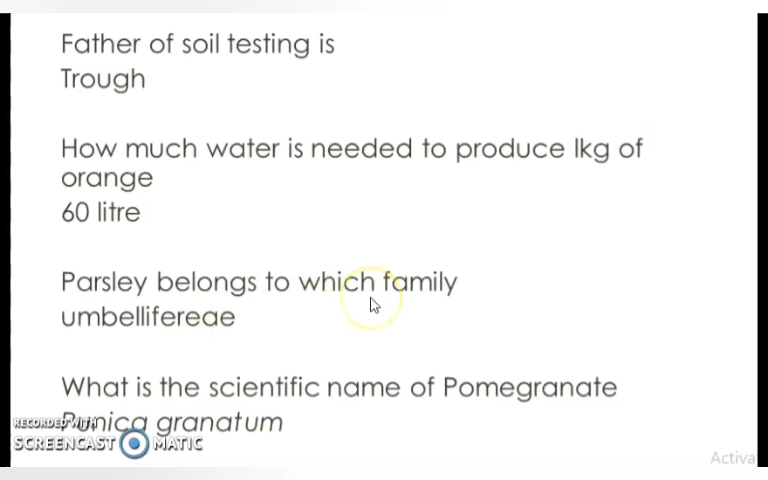 Father of soil testing is
Trough
How much water is needed to produce lkg of
orange
60 litre
Parsley belongs to which family
umbellifereae
What is the scientific name of Pomegranate
Punica granatum
RECORDED WITH
SCREENCAST MATIC
Activa